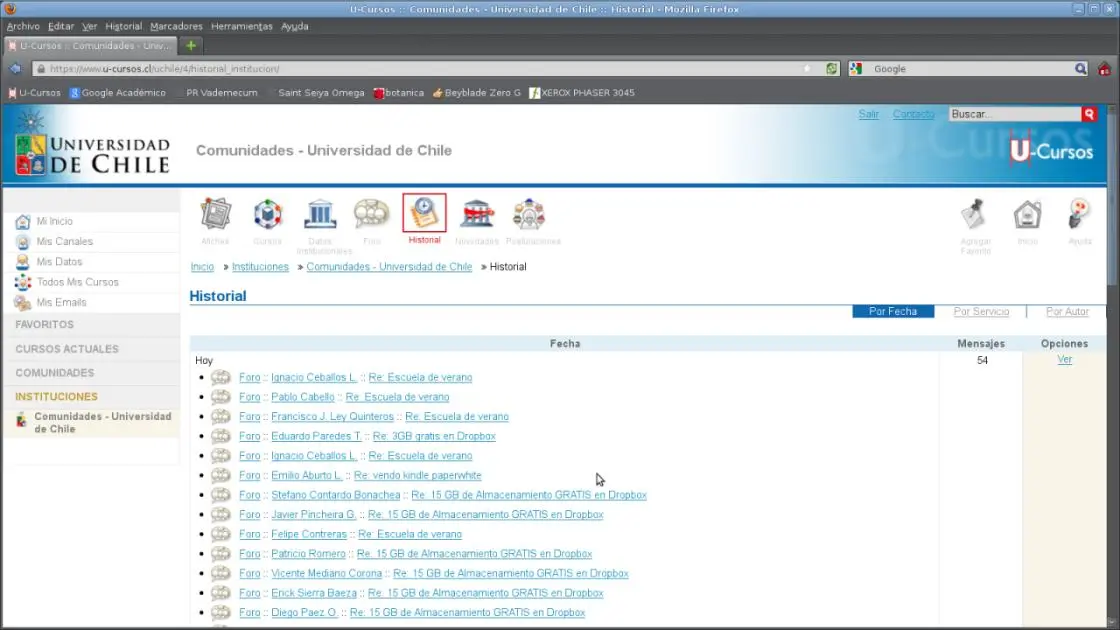 U-Cursos :: Comunidades - Universidad de Chile :: Historial - Mozilla Firefox
Archivo Editar Ver Historial Marcadores Herramientas Ayuda
U-Cursos :: Comunidades - Univ...
https://www.u-cursos.cl/uchile/4/historial_institucion/
Google
U-Cursos Google Académico PR Vademecum Saint Seiya Omega botanica Beyblade Zero G XEROX PHASER 3045
Salir Contacto Buscar...
UNIVERSIDAD
DE CHILE
Comunidades - Universidad de Chile
U-Cursos
Mi Inicio
Mis Canales
Mis Datos
Todos Mis Cursos
Mis Emails
FAVORITOS
CURSOS ACTUALES
COMUNIDADES
INSTITUCIONES
Comunidades - Universidad
de Chile
Archivo Cursos Datos Institucionales Foro Historial Novedades Postulaciones
Agregar Favorito Inicio Ayuda
Inicio » Instituciones » Comunidades - Universidad de Chile » Historial
Historial
Por Fecha Por Servicio | Por Autor
Fecha Mensajes Opciones
Hoy 54 Ver
Foro :: Ignacio Ceballos L. :: Re: Escuela de verano
Foro :: Pablo Cabello :: Re: Escuela de verano
Foro :: Francisco J. Ley Quinteros :: Re: Escuela de verano
Foro :: Eduardo Paredes T. :: Re: 3GB gratis en Dropbox
Foro :: Ignacio Ceballos L. :: Re: Escuela de verano
Foro :: Emilio Aburto L. :: Re: vendo kindle paperwhite
Foro :: Stefano Contardo Bonachea :: Re: 15 GB de Almacenamiento GRATIS en Dropbox
Foro :: Javier Pincheira G. :: Re: 15 GB de Almacenamiento GRATIS en Dropbox
Foro :: Felipe Contreras :: Re: Escuela de verano
Foro :: Patricio Romero :: Re: 15 GB de Almacenamiento GRATIS en Dropbox
Foro :: Vicente Mediano Corona :: Re: 15 GB de Almacenamiento GRATIS en Dropbox
Foro :: Erick Sierra Baeza :: Re: 15 GB de Almacenamiento GRATIS en Dropbox
Foro :: Diego Paez O. :: Re: 15 GB de Almacenamiento GRATIS en Dropbox